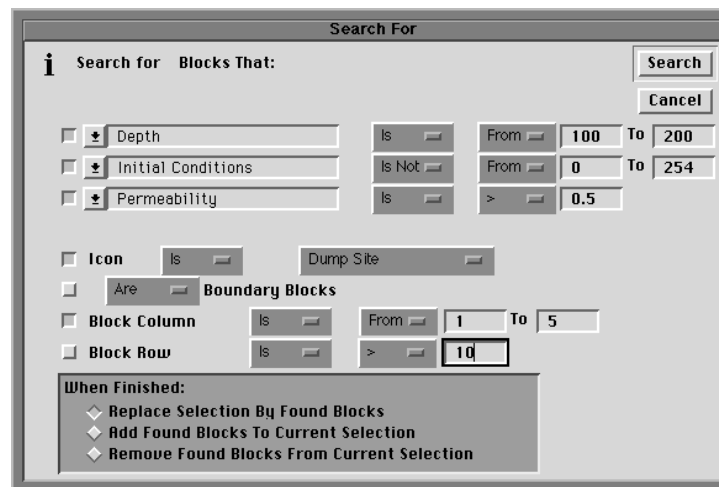 Search For
i Search for Blocks That: Search
Cancel
Depth Is From 100 To 200
Initial Conditions Is Not From 0 To 254
Permeability Is > 0.5
Icon Is Dump Site
Are Boundary Blocks
Block Column Is From 1 To 5
Block Row Is > 10
When Finished:
Replace Selection By Found Blocks
Add Found Blocks To Current Selection
Remove Found Blocks From Current Selection